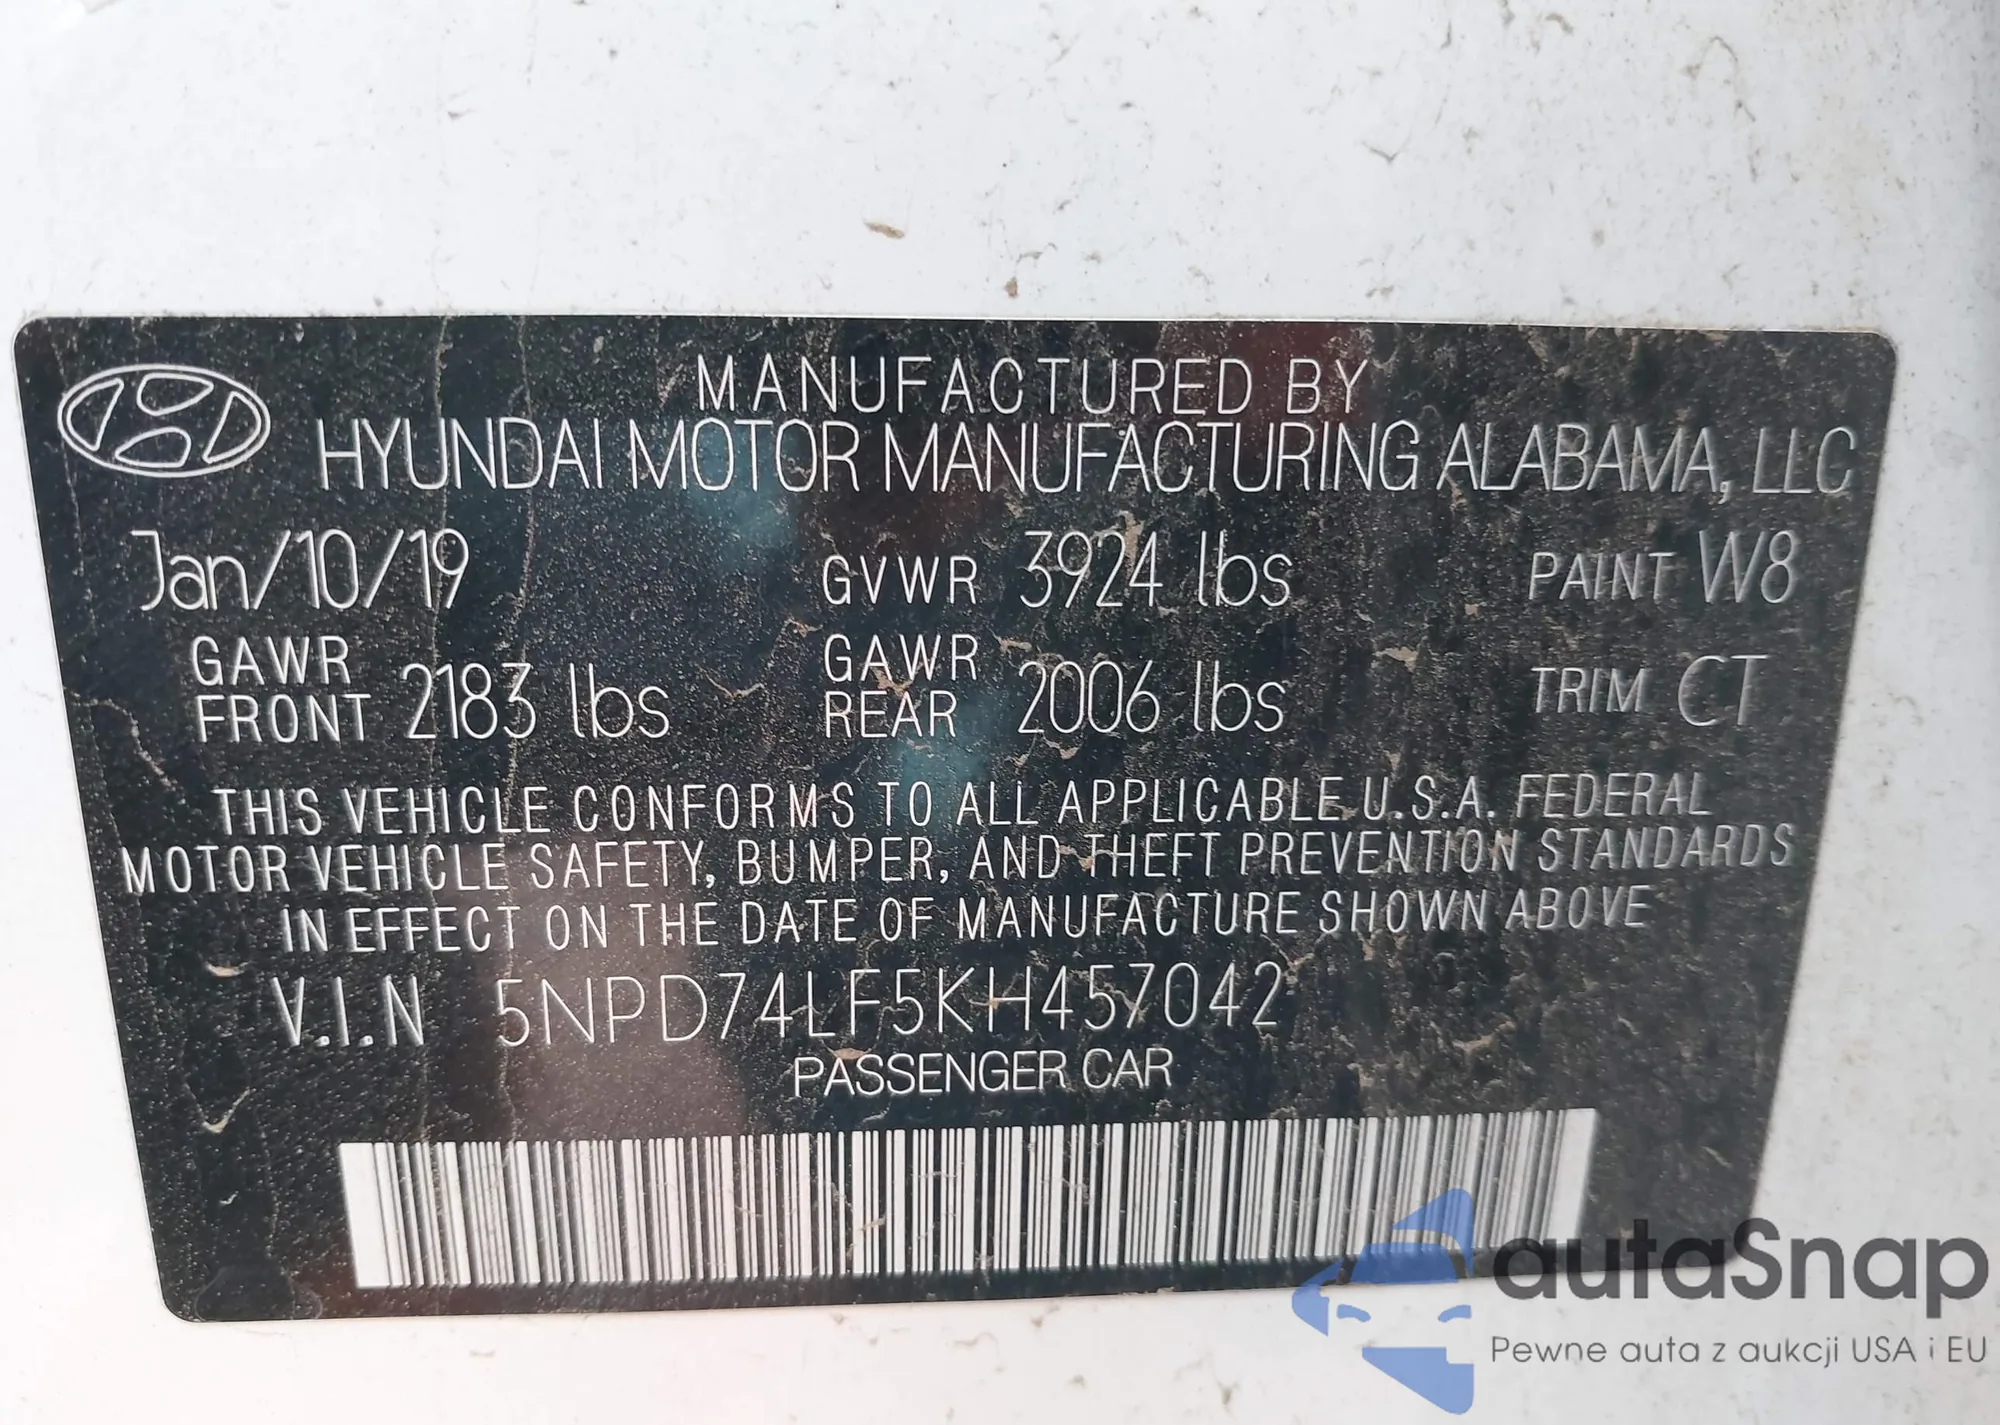 MANUFACTURED BY
HYUNDAI MOTOR MANUFACTURING ALABAMA, LLC
Jan/10/19 GVWR 3924 lbs PAINT W8
GAWR FRONT 2183 lbs GAWR REAR 2006 lbs TRIM CT
THIS VEHICLE CONFORMS TO ALL APPLICABLE U.S.A. FEDERAL
MOTOR VEHICLE SAFETY, BUMPER, AND THEFT PREVENTION STANDARDS
IN EFFECT ON THE DATE OF MANUFACTURE SHOWN ABOVE
V.I.N 5NPD74LF5KH457042
PASSENGER CAR
autaSnap
Pewne auta z aukcji USA i EU